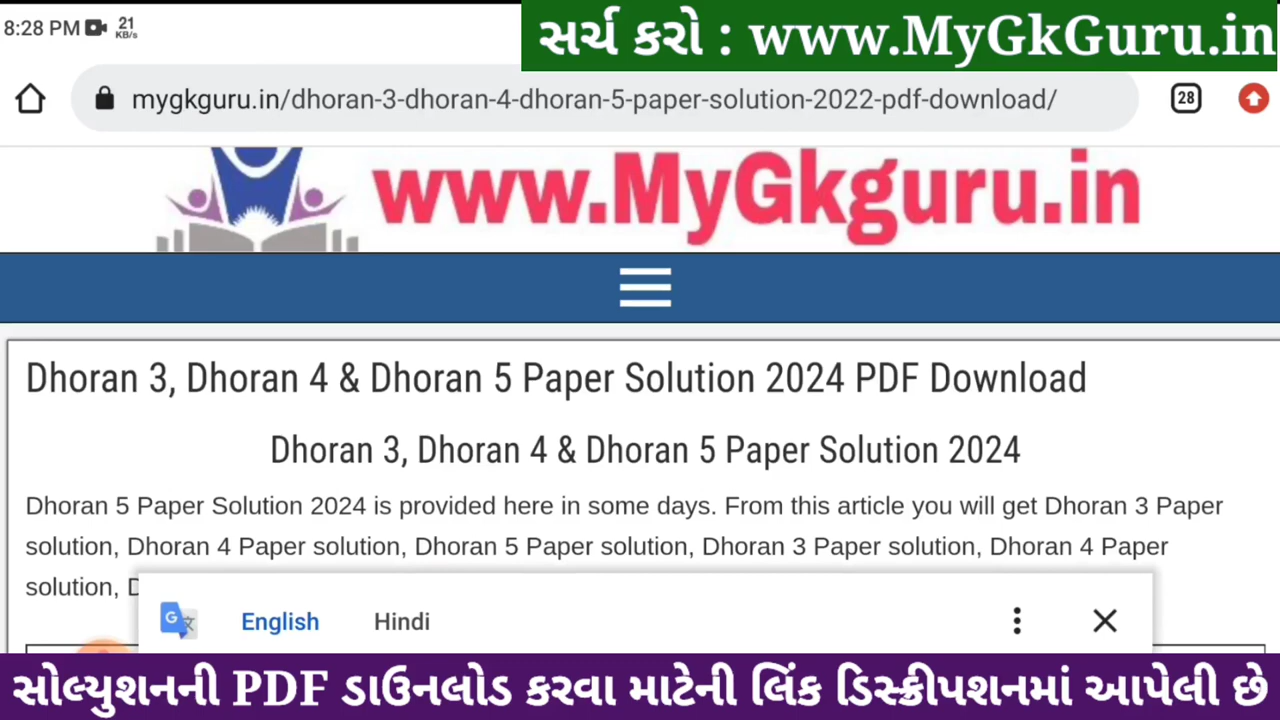 8:28 PM 21 KB/s
સર્ચ કરો : www.MyGkGuru.in
mygkguru.in/dhoran-3-dhoran-4-dhoran-5-paper-solution-2022-pdf-download/ 28
www.MyGkguru.in
Dhoran 3, Dhoran 4 & Dhoran 5 Paper Solution 2024 PDF Download
Dhoran 3, Dhoran 4 & Dhoran 5 Paper Solution 2024
Dhoran 5 Paper Solution 2024 is provided here in some days. From this article you will get Dhoran 3 Paper
solution, Dhoran 4 Paper solution, Dhoran 5 Paper solution, Dhoran 3 Paper solution, Dhoran 4 Paper
solution,
English Hindi
સોલ્યુશનની PDF ડાઉનલોડ કરવા માટેની લિંક ડિસ્ક્રીપશનમાં આપેલી છે